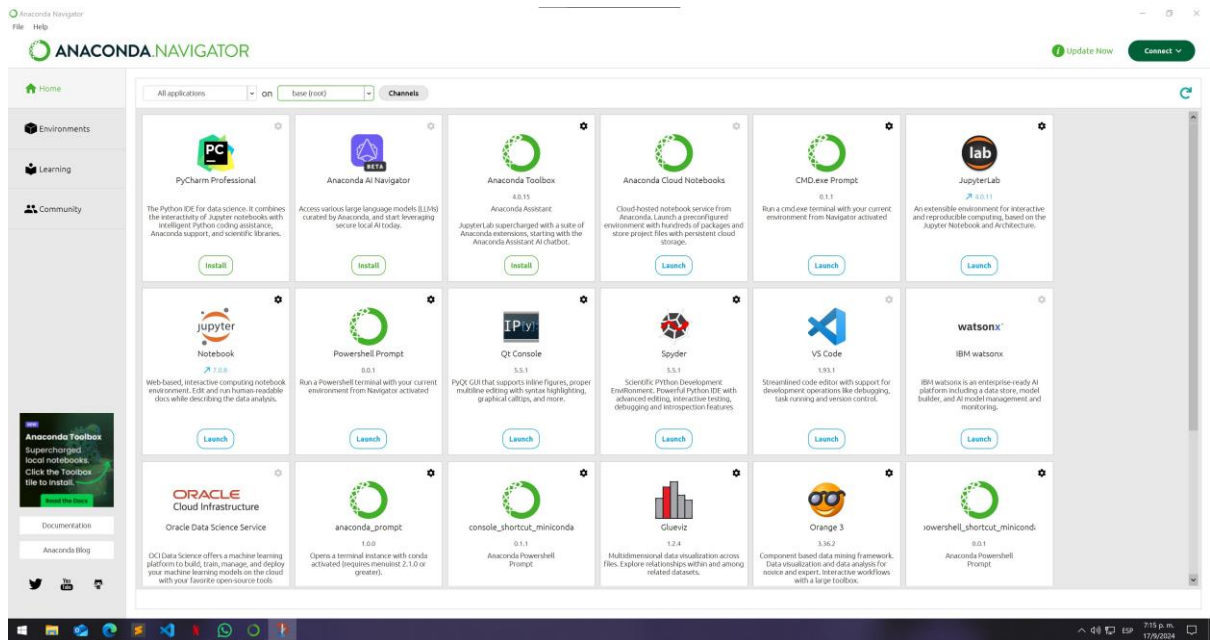 Anaconda Navigator
File Help
ANACONDA.NAVIGATOR
Update Now
Connect
Home
Environments
Learning
Community
All applications
on
base (root)
Channels
PC
PyCharm Professional
The Python IDE for data science. It combines
the interactivity of Jupyter notebooks with
intelligent Python coding assistance,
Anaconda support, and scientific libraries.
Install
BETA
Anaconda AI Navigator
Access various large language models (LLMs)
curated by Anaconda, and start leveraging
secure local AI today.
Install
Anaconda Toolbox
4.0.15
Anaconda Assistant
JupyterLab supercharged with a suite of
Anaconda extensions, starting with the
Anaconda Assistant AI chatbot.
Install
Anaconda Cloud Notebooks
Cloud-hosted notebook service from
Anaconda. Launch a preconfigured
environment with hundreds of packages and
store project files with persistent cloud
storage.
Launch
CMD.exe Prompt
0.1.1
Run a cmd.exe terminal with your current
environment from Navigator activated
Launch
lab
JupyterLab
4.0.11
An extensible environment for interactive
and reproducible computing, based on the
Jupyter Notebook and Architecture.
Launch
jupyter
Notebook
7.0.8
Web-based, interactive computing notebook
environment. Edit and run human-readable
docs while describing the data analysis.
Launch
Powershell Prompt
0.0.1
Run a Powershell terminal with your current
environment from Navigator activated
Launch
IP[y]:
Qt Console
5.5.1
PyQt GUI that supports inline figures, proper
multiline editing with syntax highlighting,
graphical calltips, and more.
Launch
Spyder
5.5.1
Scientific PYthon Development
EnviRonment. Powerful Python IDE with
advanced editing, interactive testing,
debugging and introspection features
Launch
VS Code
1.93.1
Streamlined code editor with support for
development operations like debugging,
task running and version control.
Launch
watsonx
IBM watsonx
IBM watsonx is an enterprise-ready AI
platform including a data store, model
builder, and AI model management and
monitoring.
Launch
ORACLE
Cloud Infrastructure
Oracle Data Science Service
OCI Data Science offers a machine learning
platform to build, train, manage, and deploy
your machine learning models on the cloud
with your favorite open-source tools
anaconda_prompt
1.0.0
Opens a terminal instance with conda
activated (requires menuinst 2.1.0 or
greater).
console_shortcut_miniconda
0.1.1
Anaconda Powershell
Prompt
Glueviz
1.2.4
Multidimensional data visualization across
files. Explore relationships within and among
related datasets.
Orange 3
3.36.2
Component based data mining framework.
Data visualization and data analysis for
novice and expert. Interactive workflows
with a large toolbox.
owershell_shortcut_minicond
0.0.1
Anaconda Powershell
Prompt
NEW
Anaconda Toolbox
Supercharged
local notebooks.
Click the Toolbox
tile to install.
Read the Docs
Documentation
Anaconda Blog
You
Tube
ESP
7:15 p. m.
17/9/2024